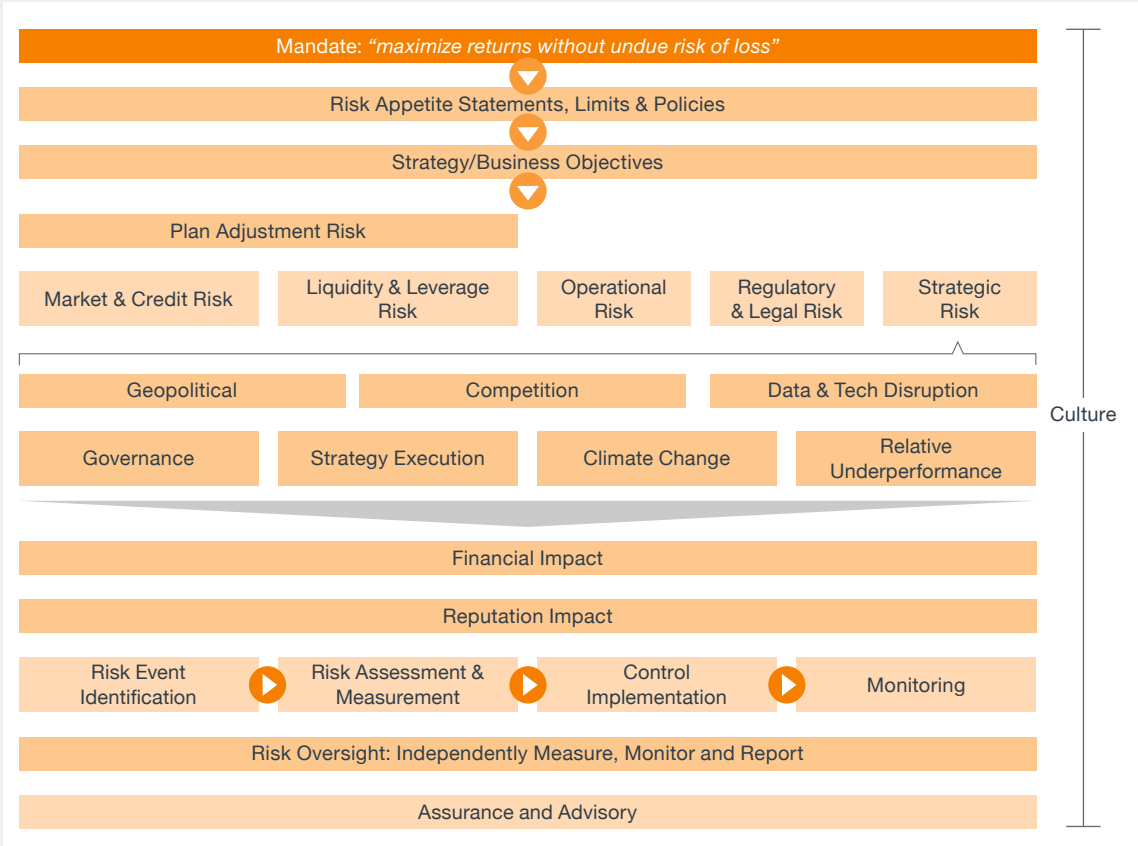 Mandate: “maximize returns without undue risk of loss”
Risk Appetite Statements, Limits & Policies
Strategy/Business Objectives
Plan Adjustment Risk
Market & Credit Risk
Liquidity & Leverage
Risk
Operational
Risk
Regulatory
& Legal Risk
Strategic
Risk
Geopolitical
Competition
Data & Tech Disruption
Culture
Governance
Strategy Execution
Climate Change
Relative
Underperformance
Financial Impact
Reputation Impact
Risk Event
Identification
Risk Assessment &
Measurement
Control
Implementation
Monitoring
Risk Oversight: Independently Measure, Monitor and Report
Assurance and Advisory